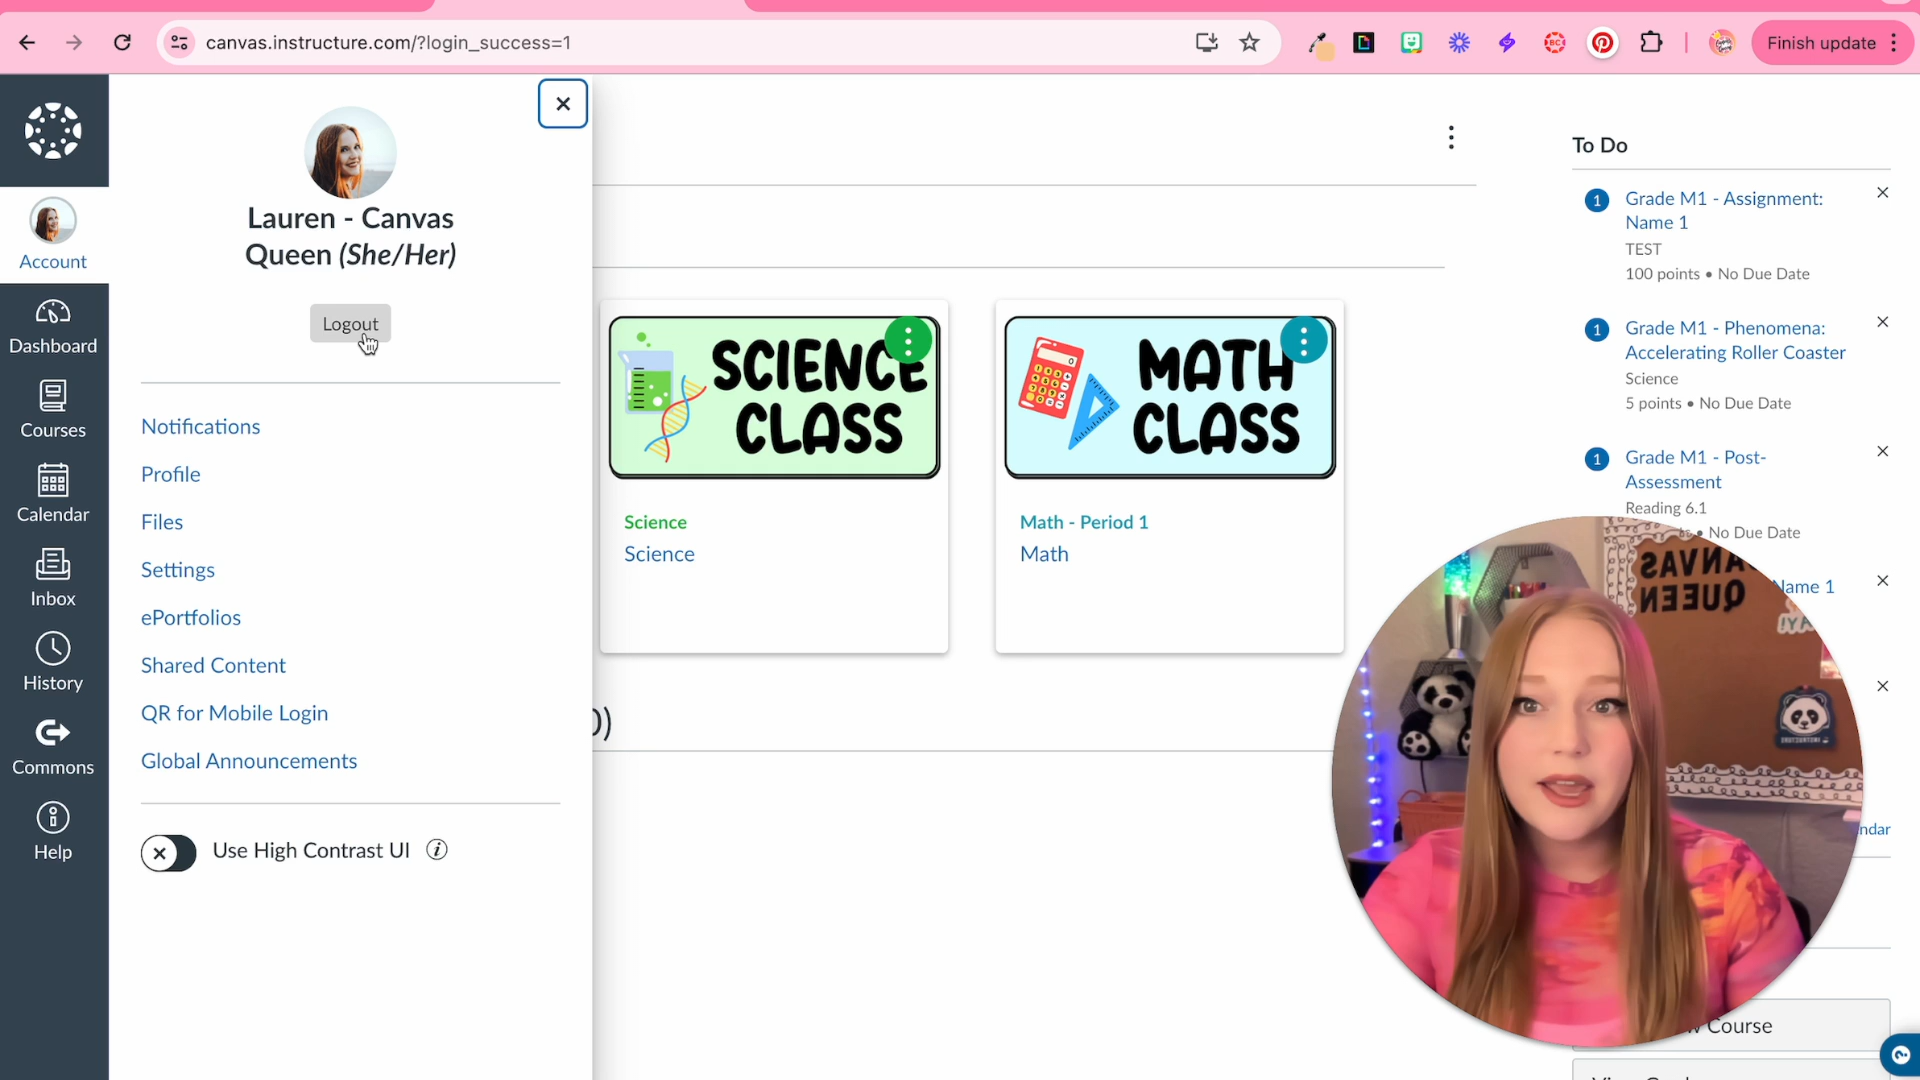 canvas.instructure.com/?login_success=1
Finish update
Lauren - Canvas
Queen (She/Her)
Logout
Notifications
Profile
Files
Settings
ePortfolios
Shared Content
QR for Mobile Login
Global Announcements
Use High Contrast UI
Account
Dashboard
Courses
Calendar
Inbox
History
Commons
Help
SCIENCE
CLASS
Science
Science
MATH
CLASS
Math - Period 1
Math
To Do
Grade M1 - Assignment:
Name 1
TEST
100 points • No Due Date
Grade M1 - Phenomena:
Accelerating Roller Coaster
Science
5 points • No Due Date
Grade M1 - Post-
Assessment
Reading 6.1
• No Due Date
Name 1
CANVAS
QUEEN
Course